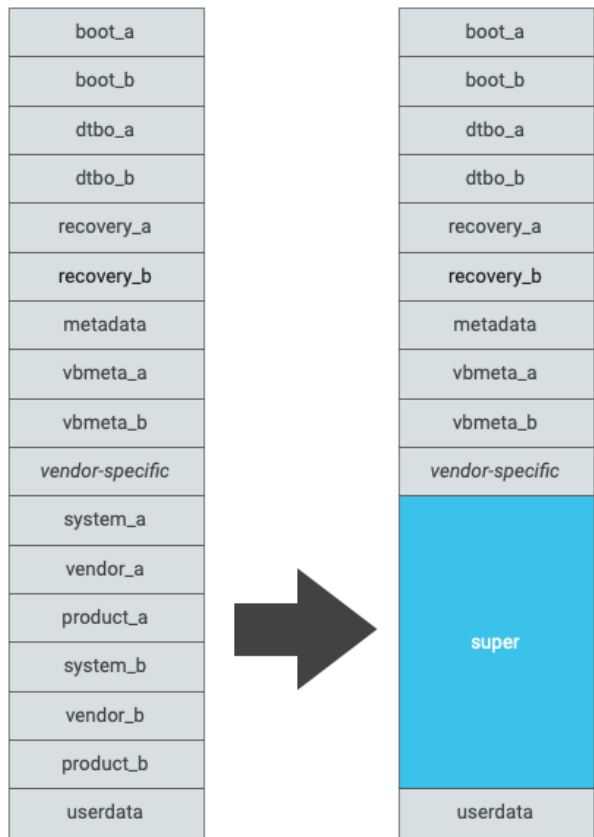 boot_a
boot_b
dtbo_a
dtbo_b
recovery_a
recovery_b
metadata
vbmeta_a
vbmeta_b
vendor-specific
system_a
vendor_a
product_a
system_b
vendor_b
product_b
userdata
boot_a
boot_b
dtbo_a
dtbo_b
recovery_a
recovery_b
metadata
vbmeta_a
vbmeta_b
vendor-specific
super
userdata